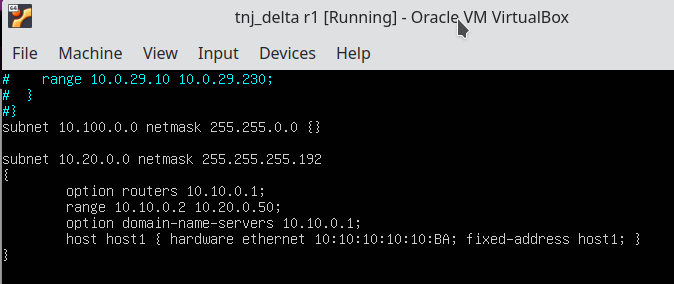 64
tnj_delta r1 [Running] - Oracle VM VirtualBox
File Machine View Input Devices Help
#    range 10.0.29.10 10.0.29.230;
#  }
#}
subnet 10.100.0.0 netmask 255.255.0.0 {}
subnet 10.20.0.0 netmask 255.255.255.192
{
        option routers 10.10.0.1;
        range 10.10.0.2 10.20.0.50;
        option domain-name-servers 10.10.0.1;
        host host1 { hardware ethernet 10:10:10:10:10:BA; fixed-address host1; }
}